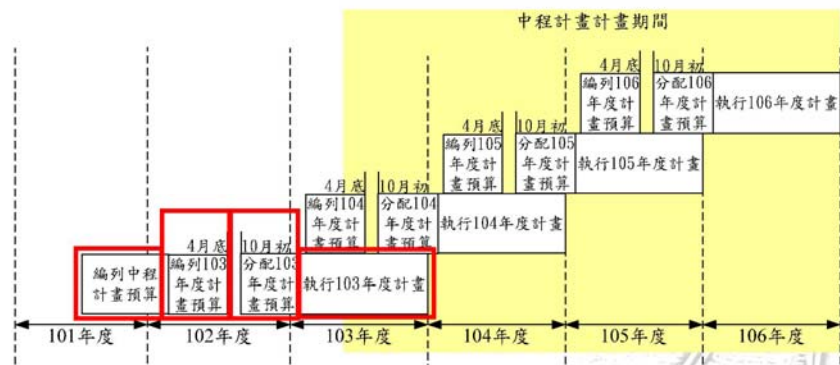 中程計畫計畫期間
4月底 10月初
編列106
年度計
畫預算
分配106
年度計
畫預算
執行106年度計畫
4月底 10月初
編列105
年度計
畫預算
分配105
年度計
畫預算
執行105年度計畫
4月底 10月初
編列104
年度計
畫預算
分配104
年度計
畫預算
執行104年度計畫
4月底 10月初
編列中程
計畫預算
編列103
年度計
畫預算
分配103
年度計
畫預算
執行103年度計畫
101年度 102年度 103年度 104年度 105年度 106年度